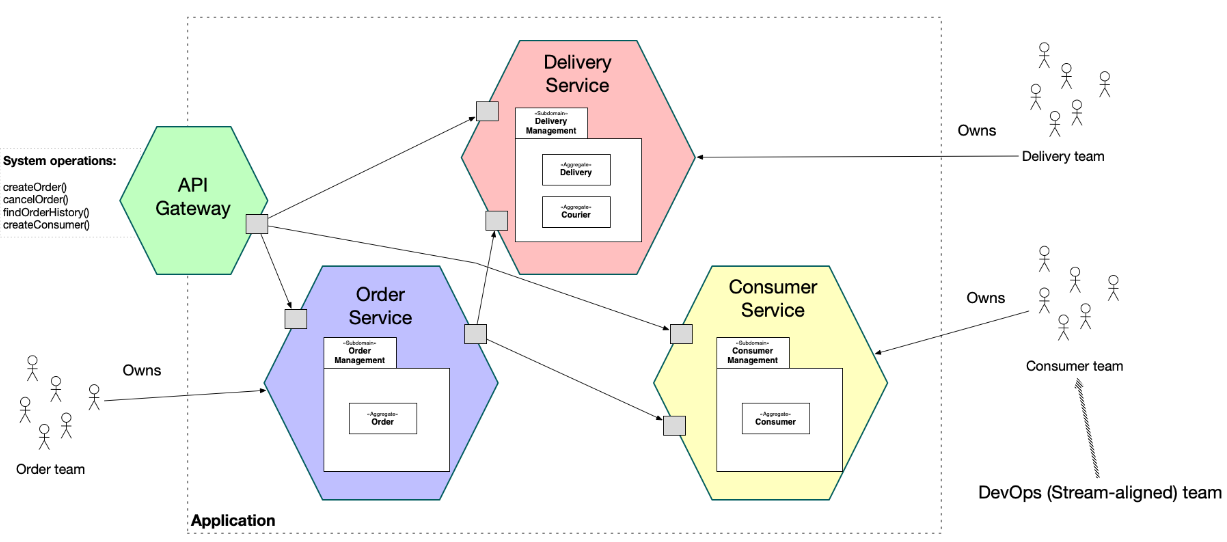 Delivery
Service
«Subdomain»
Delivery
Management
«Aggregate»
Delivery
«Aggregate»
Courier
Owns
Delivery team
System operations:
createOrder()
cancelOrder()
findOrderHistory()
createConsumer()
API
Gateway
Order
Service
«Subdomain»
Order
Management
«Aggregate»
Order
Consumer
Service
«Subdomain»
Consumer
Management
«Aggregate»
Consumer
Owns
Consumer team
Owns
Order team
DevOps (Stream-aligned) team
Application